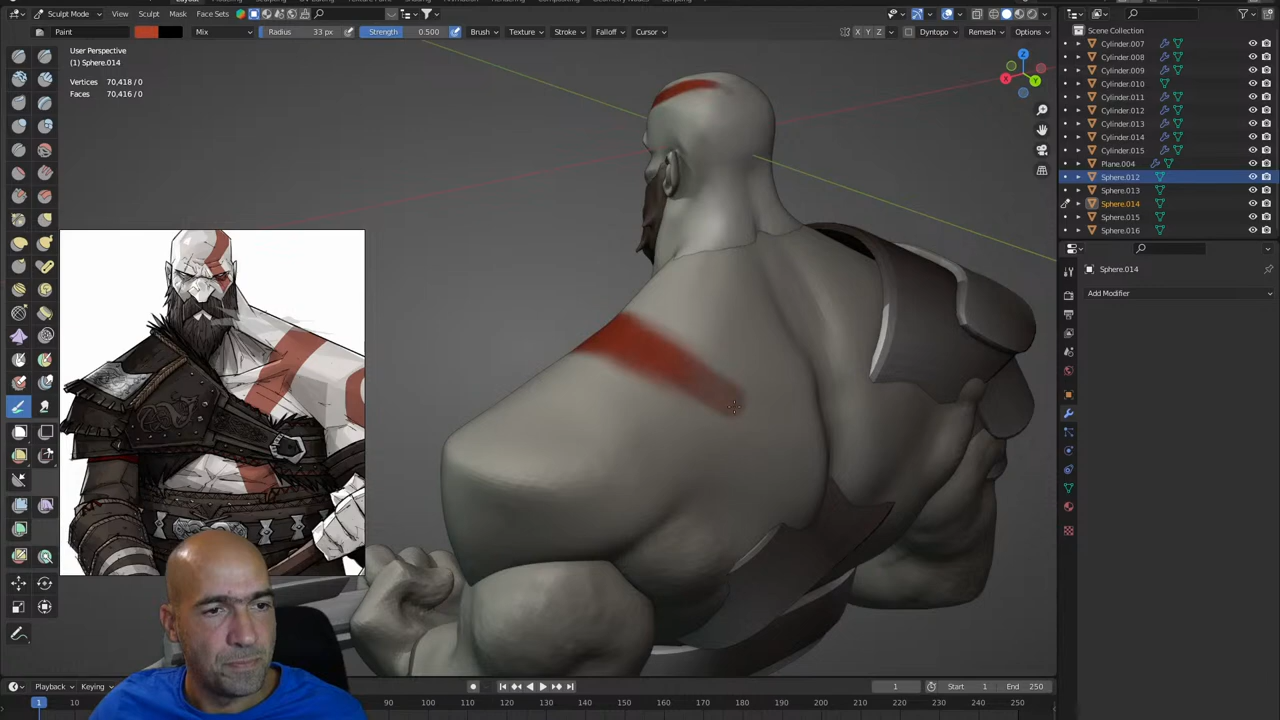 Sculpt Mode View Sculpt Mask Face Sets
Paint Mix Radius 33 px Strength 0.500 Brush Texture Stroke Falloff Cursor X Y Z Dyntopo Remesh Options
User Perspective
(1) Sphere.014
Vertices 70,418 / 0
Faces 70,416 / 0
Z
Y
X
Scene Collection
Cylinder.007
Cylinder.008
Cylinder.009
Cylinder.010
Cylinder.011
Cylinder.012
Cylinder.013
Cylinder.014
Cylinder.015
Plane.004
Sphere.012
Sphere.013
Sphere.014
Sphere.015
Sphere.016
Sphere.014
Add Modifier
Playback Keying 1 Start 1 End 250
1 10 70 80 90 100 110 120 130 140 150 160 170 180 190 200 210 220 230 240 250